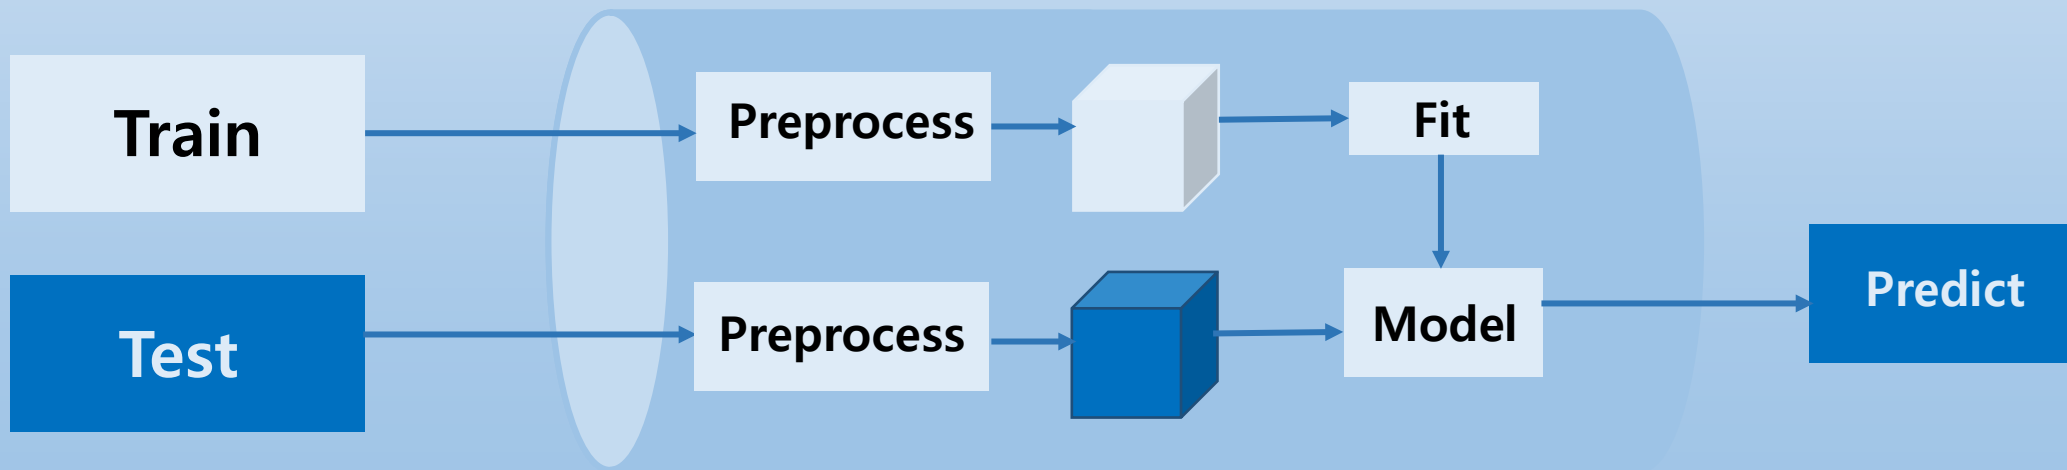 Train
Preprocess
Fit
Test
Preprocess
Model
Predict